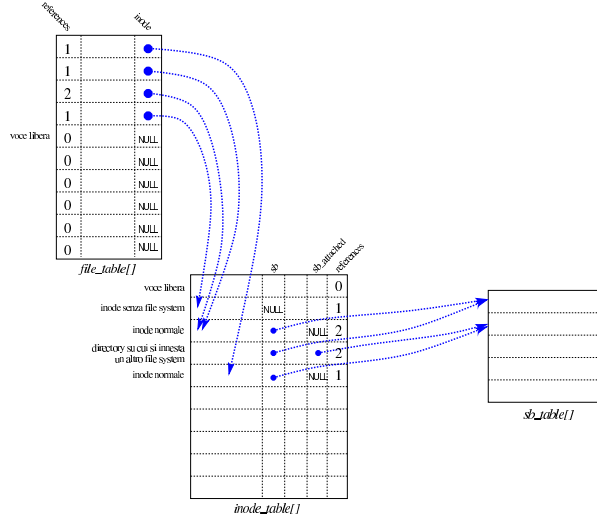 references inode
1
1
2
1
voce libera 0 NULL
0 NULL
0 NULL
0 NULL
0 NULL
0 NULL
file_table[]
sb sb_attached references
voce libera 0
inode senza file system NULL 1
inode normale NULL 2
directory su cui si innesta
un altro file system 2
inode normale NULL 1
inode_table[]
sb_table[]